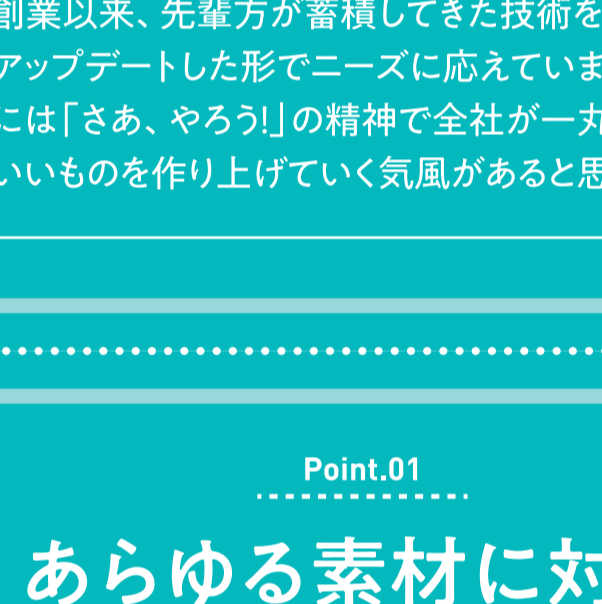 創業以来、先輩方が蓄積してきた技術を
アップデートした形でニーズに応えていま
には「さあ、やろう!」の精神で全社が一丸
いいものを作り上げていく気風があると思
Point.01
あらゆる素材に対